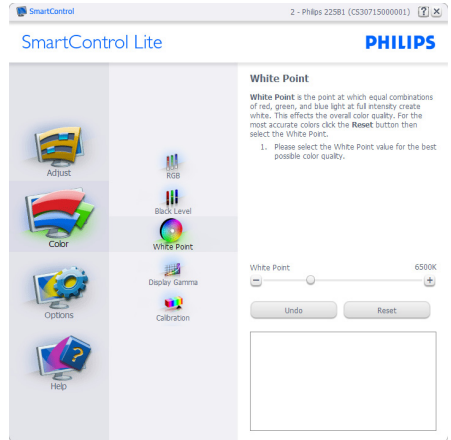 SmartControl
2 - Philips 225B1 (CS30715000001)
SmartControl Lite
PHILIPS
Adjust
Color
Options
Help
RGB
Black Level
White Point
Display Gamma
Calibration
White Point
White Point is the point at which equal combinations
of red, green, and blue light at full intensity create
white. This effects the overall color quality. For the
most accurate colors click the Reset button then
select the White Point.
1. Please select the White Point value for the best
possible color quality.
White Point 6500K
Undo Reset